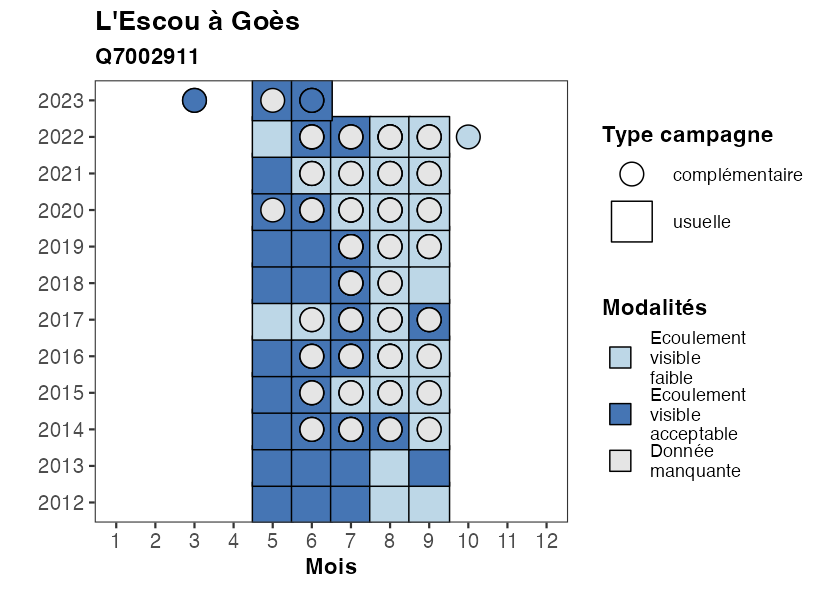 L'Escou à Goès
Q7002911
2023
2022
2021
2020
2019
2018
2017
2016
2015
2014
2013
2012
1 2 3 4 5 6 7 8 9 10 11 12
Mois
Type campagne
complémentaire
usuelle
Modalités
Ecoulement
visible
faible
Ecoulement
visible
acceptable
Donnée
manquante